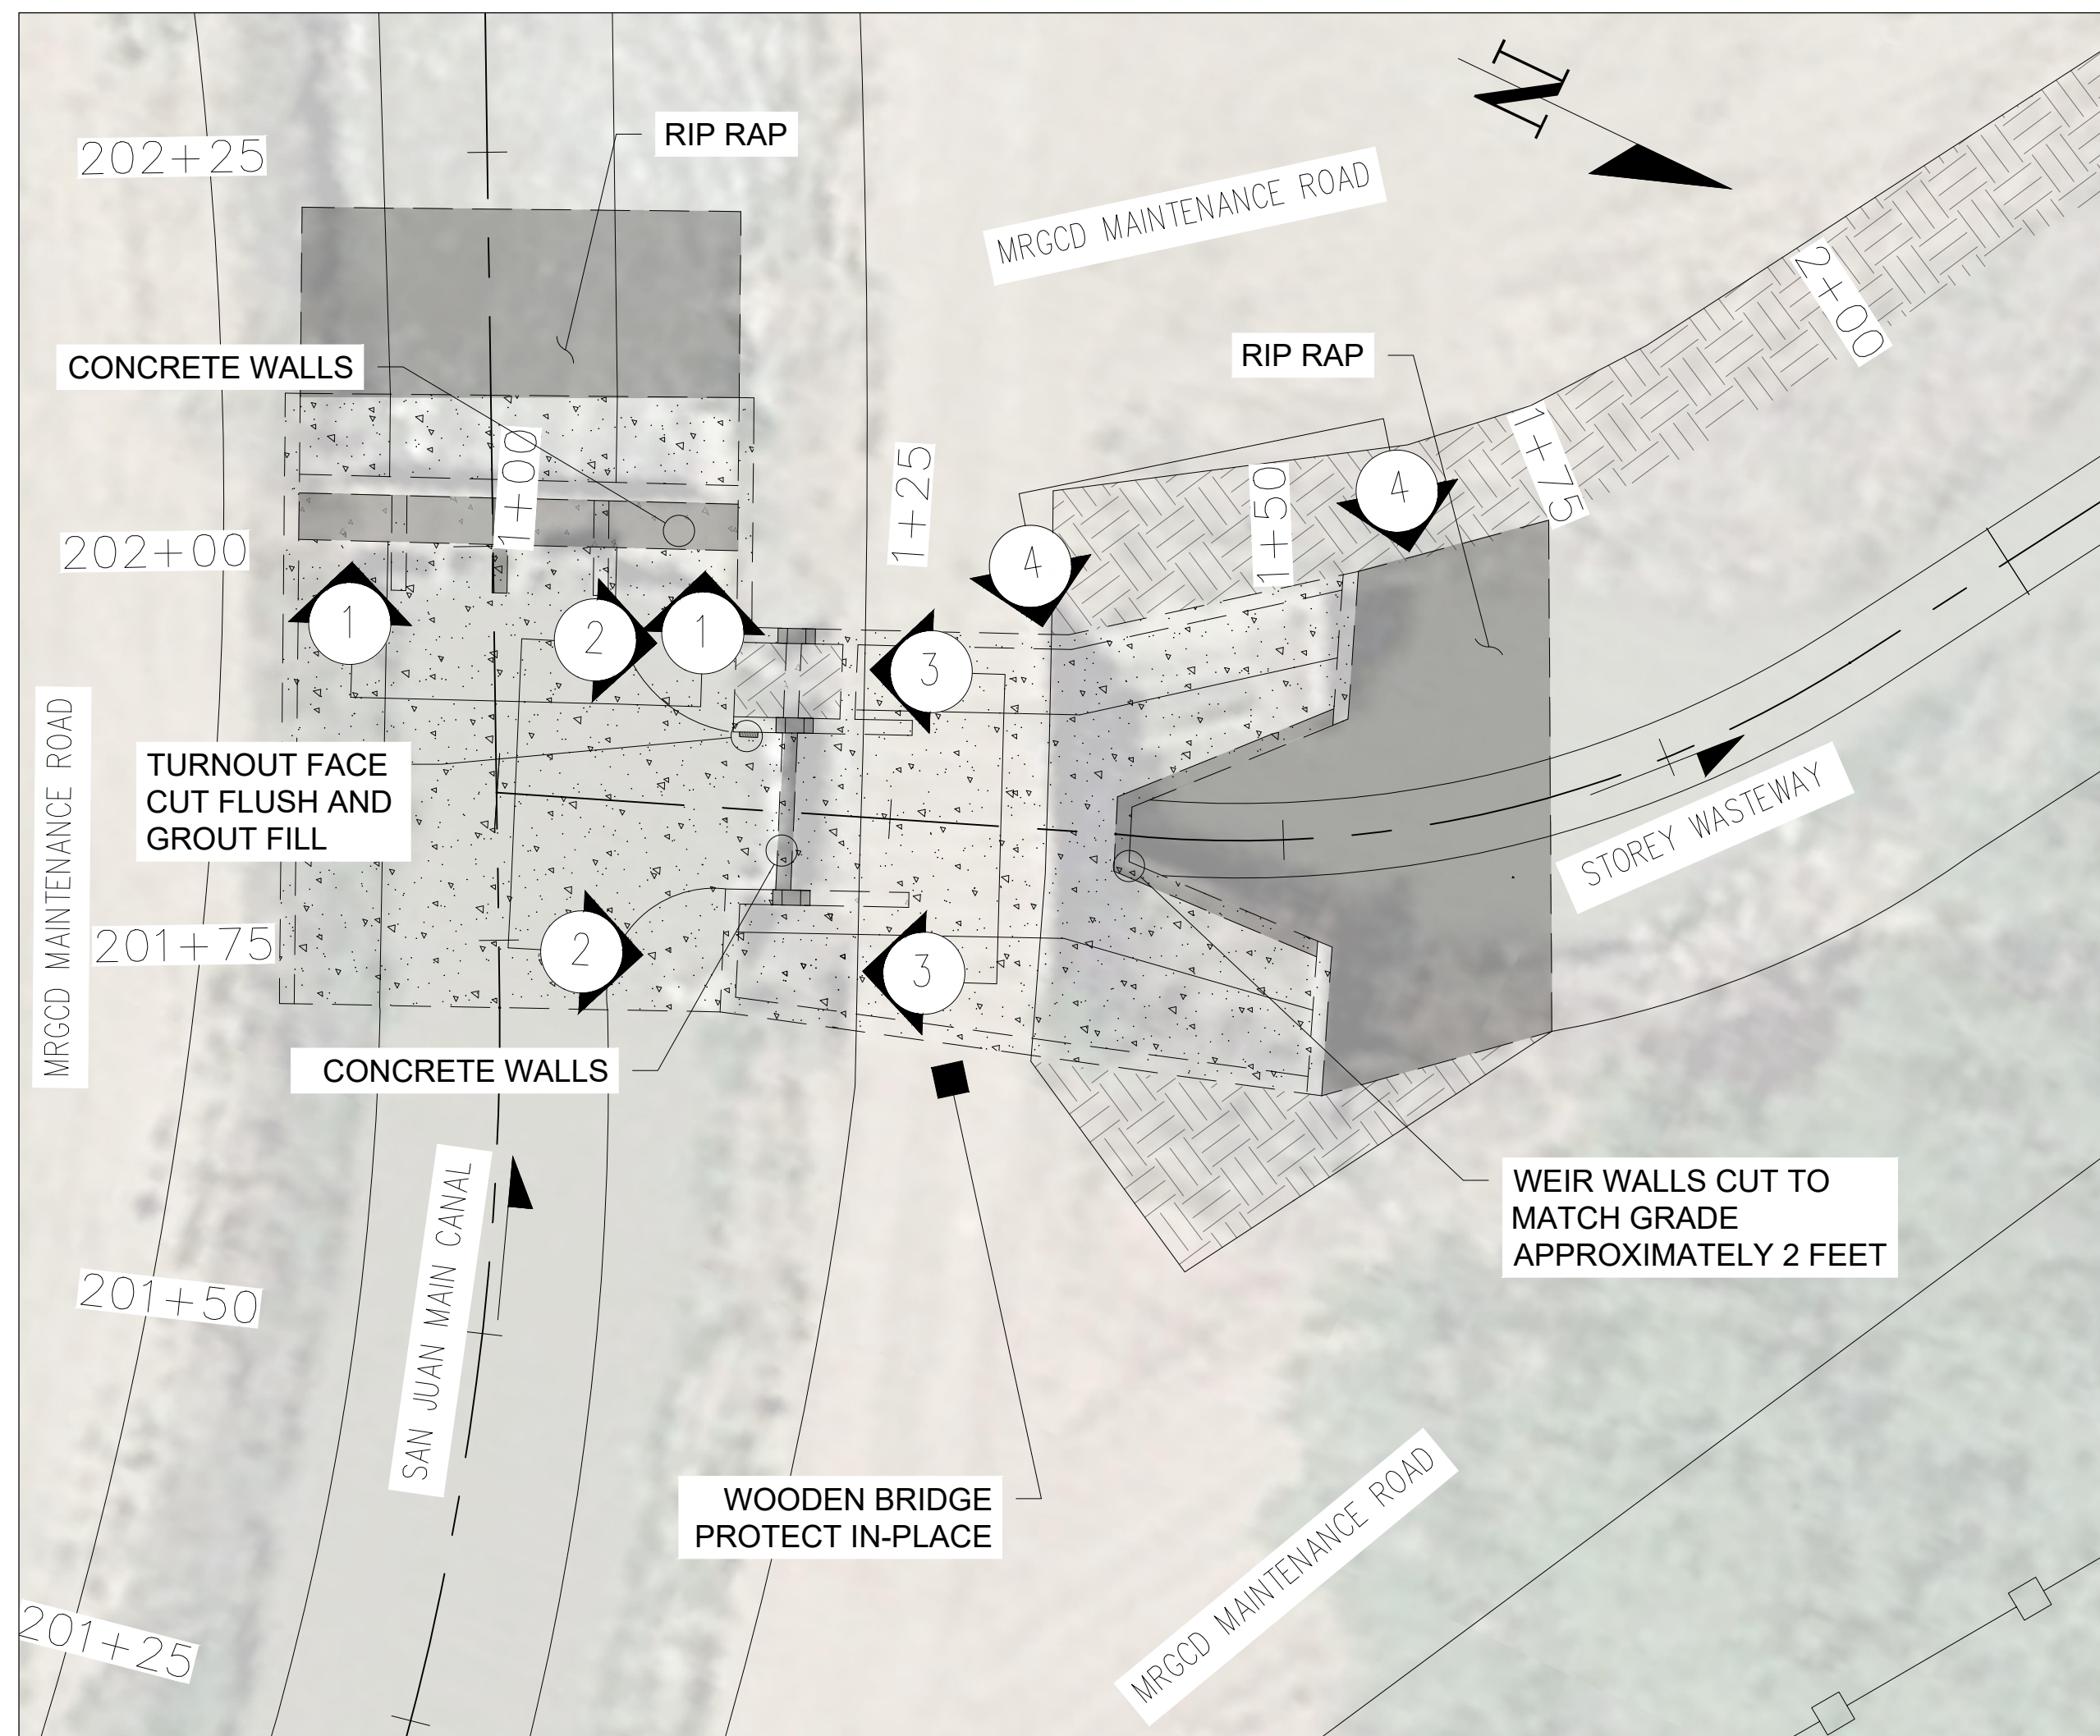 N
RIP RAP
202+25
MRGCD MAINTENANCE ROAD
2+00
RIP RAP
CONCRETE WALLS
1+00
1+25
1+50
1+75
4
4
202+00
1
2
1
3
MRGCD MAINTENANCE ROAD
TURNOUT FACE
CUT FLUSH AND
GROUT FILL
STOREY WASTEWAY
201+75
2
3
CONCRETE WALLS
WEIR WALLS CUT TO
MATCH GRADE
APPROXIMATELY 2 FEET
SAN JUAN MAIN CANAL
201+50
WOODEN BRIDGE
PROTECT IN-PLACE
MRGCD MAINTENANCE ROAD
201+25